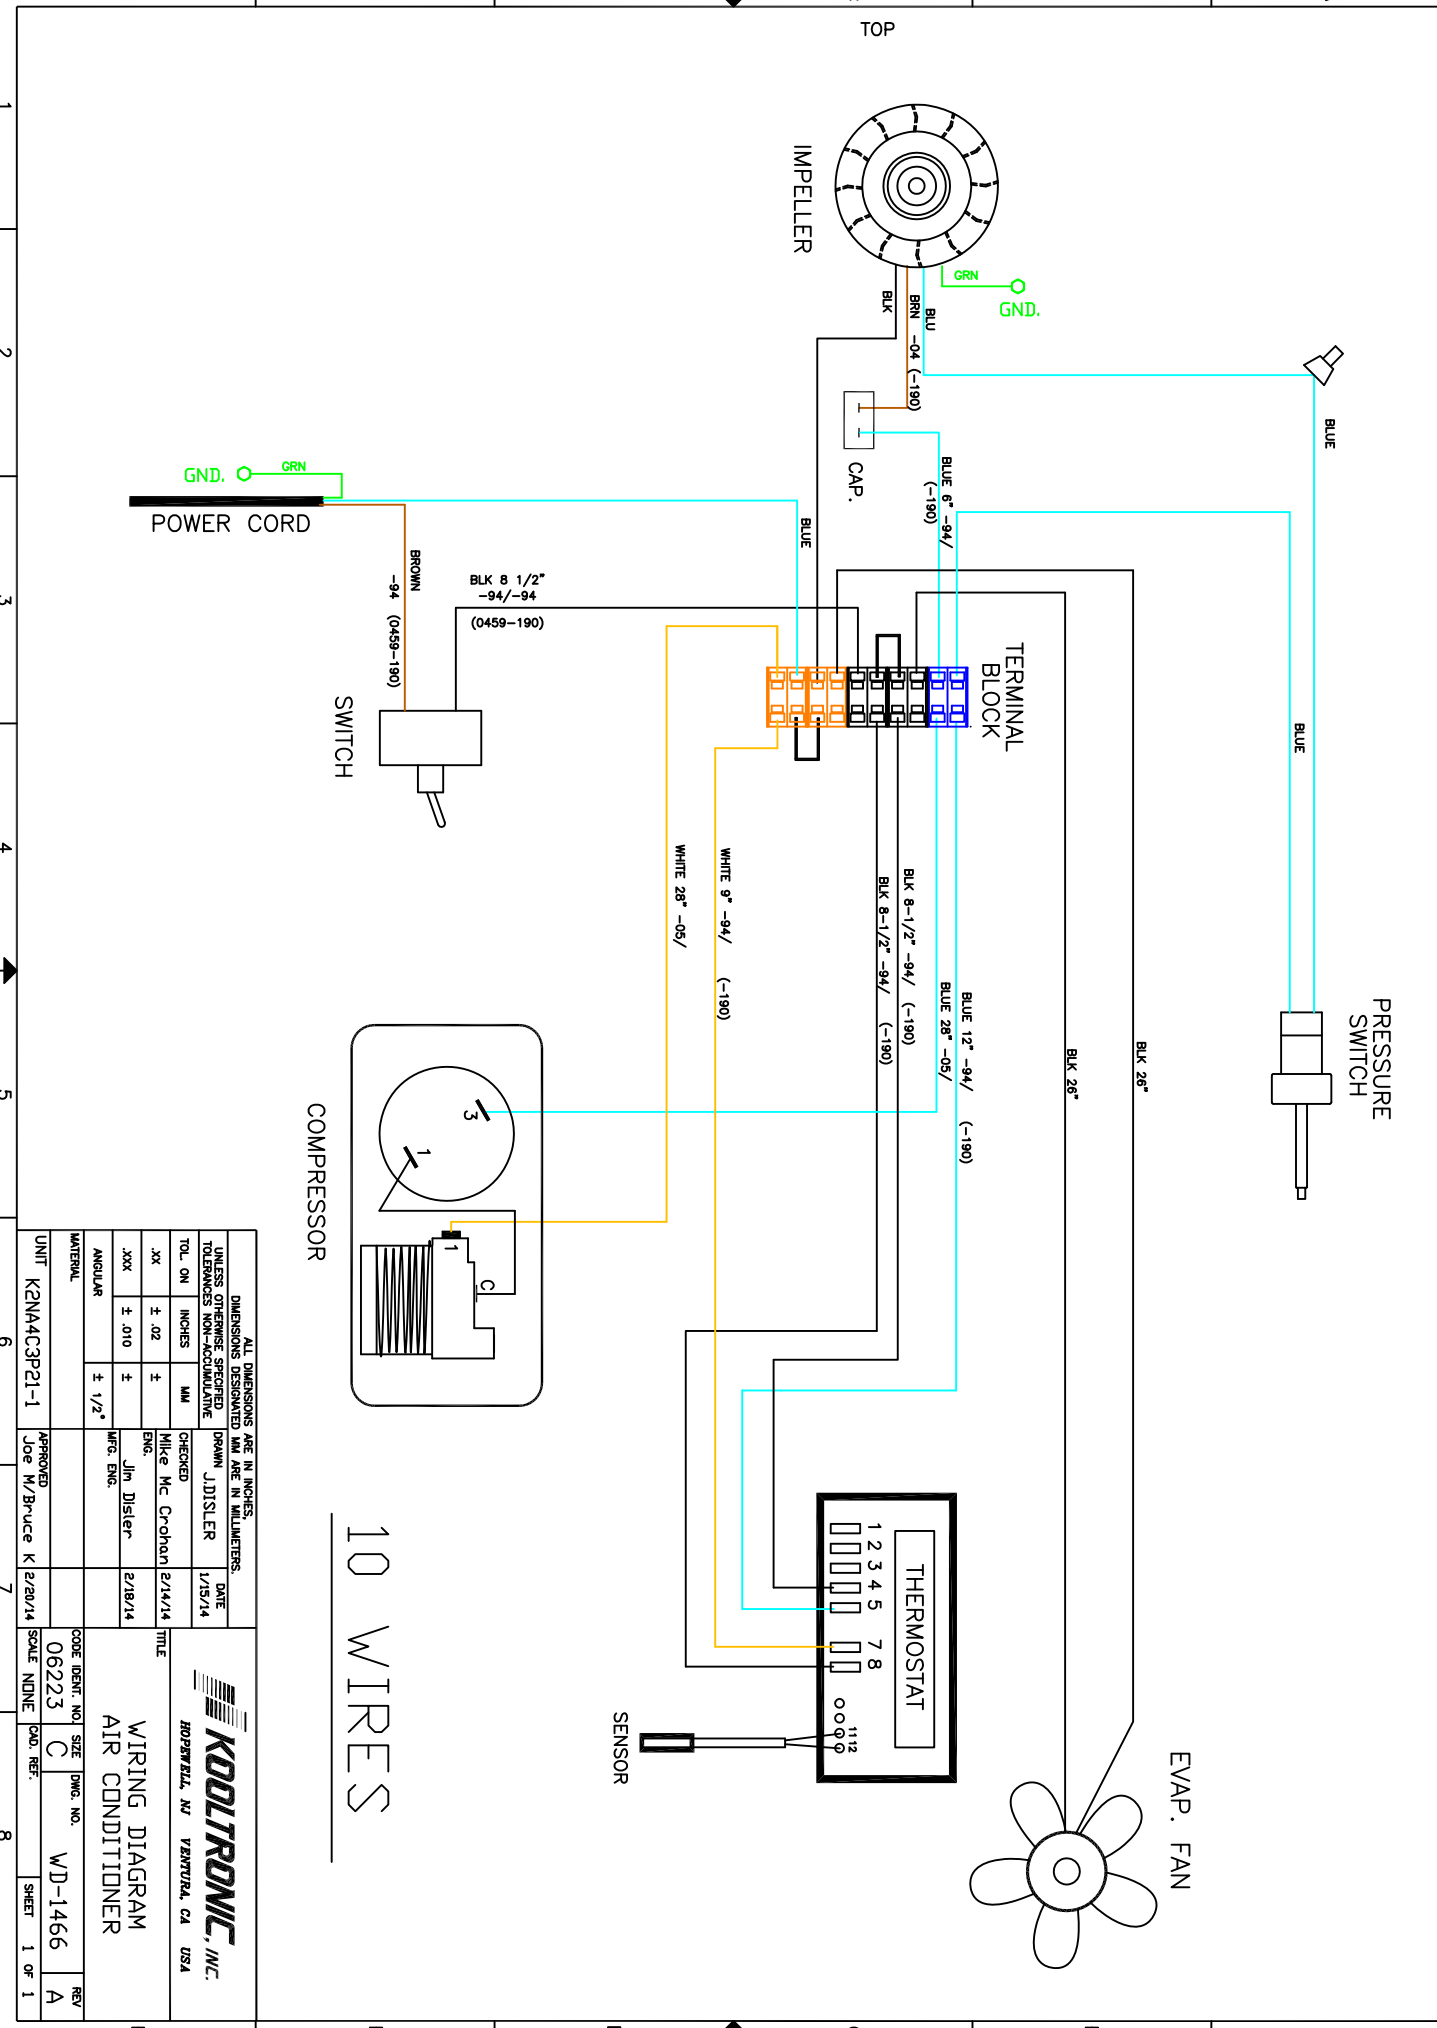 TOP
IMPELLER
GRN
GND.
BLK
BRN -04 (-190)
BLU
BLUE
CAP.
BLUE 6" -94/
(-190)
GND.
GRN
POWER CORD
BLUE
BROWN
-94 (0459-190)
BLK 8 1/2"
-94/-94
(0459-190)
SWITCH
TERMINAL
BLOCK
BLUE
PRESSURE
SWITCH
WHITE 28" -05/
WHITE 9" -94/ (-190)
BLK 8-1/2" -94/ (-190)
BLK 8-1/2" -94/ (-190)
BLUE 28" -05/
BLUE 12" -94/ (-190)
BLK 26"
BLK 26"
COMPRESSOR
3
1
1
C
THERMOSTAT
1 2 3 4 5 7 8
11 12
SENSOR
EVAP. FAN
10 WIRES
1
2
3
4
5
6
7
8
ALL DIMENSIONS ARE IN INCHES,
DIMENSIONS DESIGNATED MM ARE IN MILLIMETERS.
UNLESS OTHERWISE SPECIFIED
TOLERANCES NON-ACCUMULATIVE
TOL. ON INCHES MM
.XX ± .02 ±
.XXX ± .010 ±
ANGULAR ± 1/2°
MATERIAL
UNIT K2NA4C3P21-1
DRAWN J.DISLER DATE 1/15/14
CHECKED Mike Mc Crohan 2/14/14
ENG. Jim Disler 2/18/14
MFG. ENG.
APPROVED Joe M/Bruce K 2/20/14
KOOLTRONIC, INC.
HOPEWELL, NJ VENTURA, CA USA
TITLE
WIRING DIAGRAM
AIR CONDITIONER
CODE IDENT. NO. 06223
SIZE C
DWG. NO. WD-1466
REV A
SCALE NONE
CAD. REF.
SHEET 1 OF 1